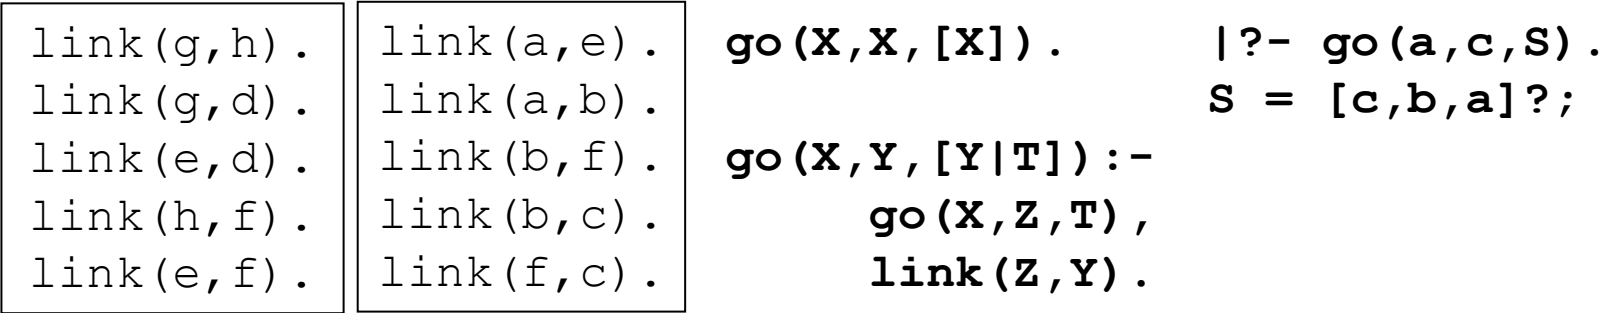 link(g,h).
link(g,d).
link(e,d).
link(h,f).
link(e,f).
link(a,e).
link(a,b).
link(b,f).
link(b,c).
link(f,c).
go(X,X,[X]).
go(X,Y,[Y|T]):-
go(X,Z,T),
link(Z,Y).
|?- go(a,c,S).
S = [c,b,a]?;